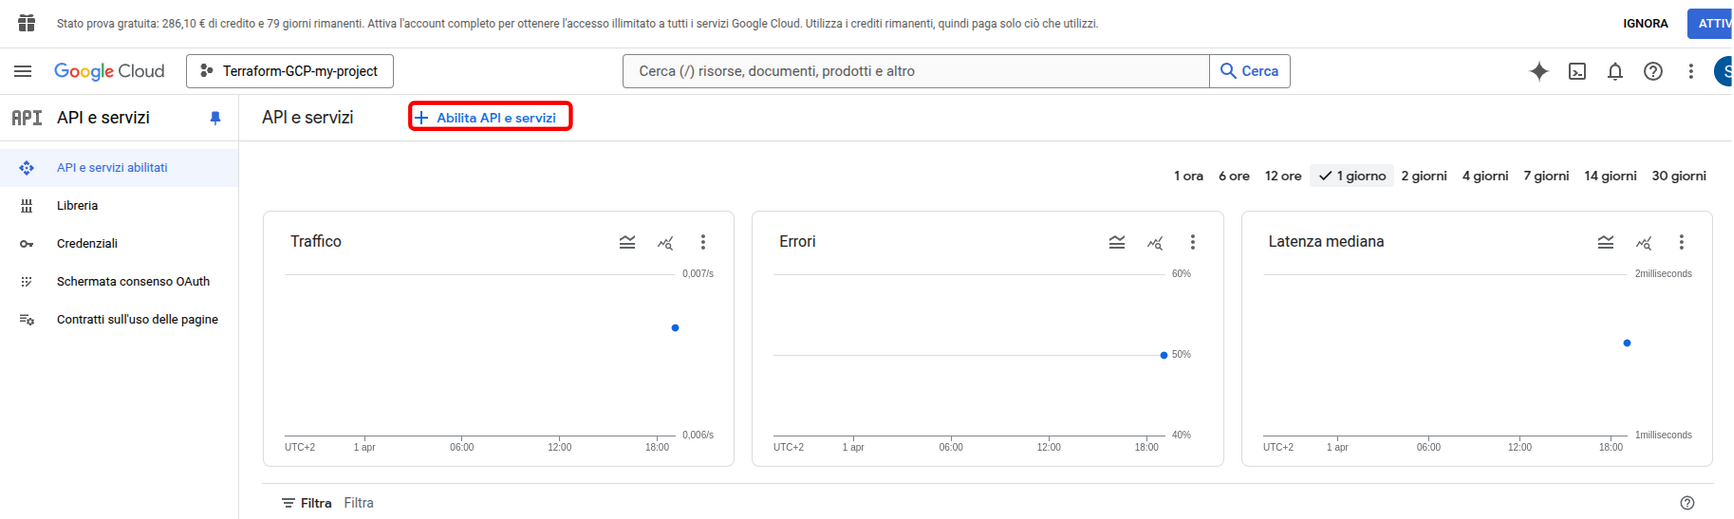 Stato prova gratuita: 286,10 € di credito e 79 giorni rimanenti. Attiva l'account completo per ottenere l'accesso illimitato a tutti i servizi Google Cloud. Utilizza i crediti rimanenti, quindi paga solo ciò che utilizzi.
IGNORA
ATTIV
Google Cloud
Terraform-GCP-my-project
Cerca (/) risorse, documenti, prodotti e altro
Cerca
S
API API e servizi
API e servizi
Abilita API e servizi
API e servizi abilitati
Libreria
Credenziali
Schermata consenso OAuth
Contratti sull'uso delle pagine
1 ora 6 ore 12 ore 1 giorno 2 giorni 4 giorni 7 giorni 14 giorni 30 giorni
Traffico
0,007/s
0,006/s
UTC+2 1 apr 06:00 12:00 18:00
Errori
60%
50%
40%
UTC+2 1 apr 06:00 12:00 18:00
Latenza mediana
2milliseconds
1milliseconds
UTC+2 1 apr 06:00 12:00 18:00
Filtra Filtra